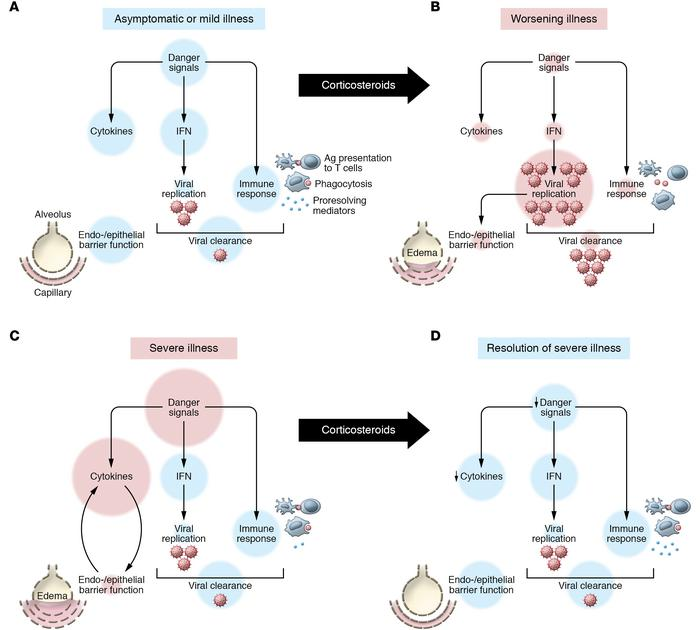 A
Asymptomatic or mild illness
Danger
signals
Cytokines
IFN
Ag presentation
to T cells
Phagocytosis
Proresolving
mediators
Viral
replication
Immune
response
Alveolus
Endo-/epithelial
barrier function
Viral clearance
Capillary
Corticosteroids
B
Worsening illness
Danger
signals
Cytokines
IFN
Viral
replication
Immune
response
Endo-/epithelial
barrier function
Viral clearance
Edema
C
Severe illness
Danger
signals
Cytokines
IFN
Viral
replication
Immune
response
Endo-/epithelial
barrier function
Viral clearance
Edema
Corticosteroids
D
Resolution of severe illness
Danger
signals
Cytokines
IFN
Viral
replication
Immune
response
Endo-/epithelial
barrier function
Viral clearance